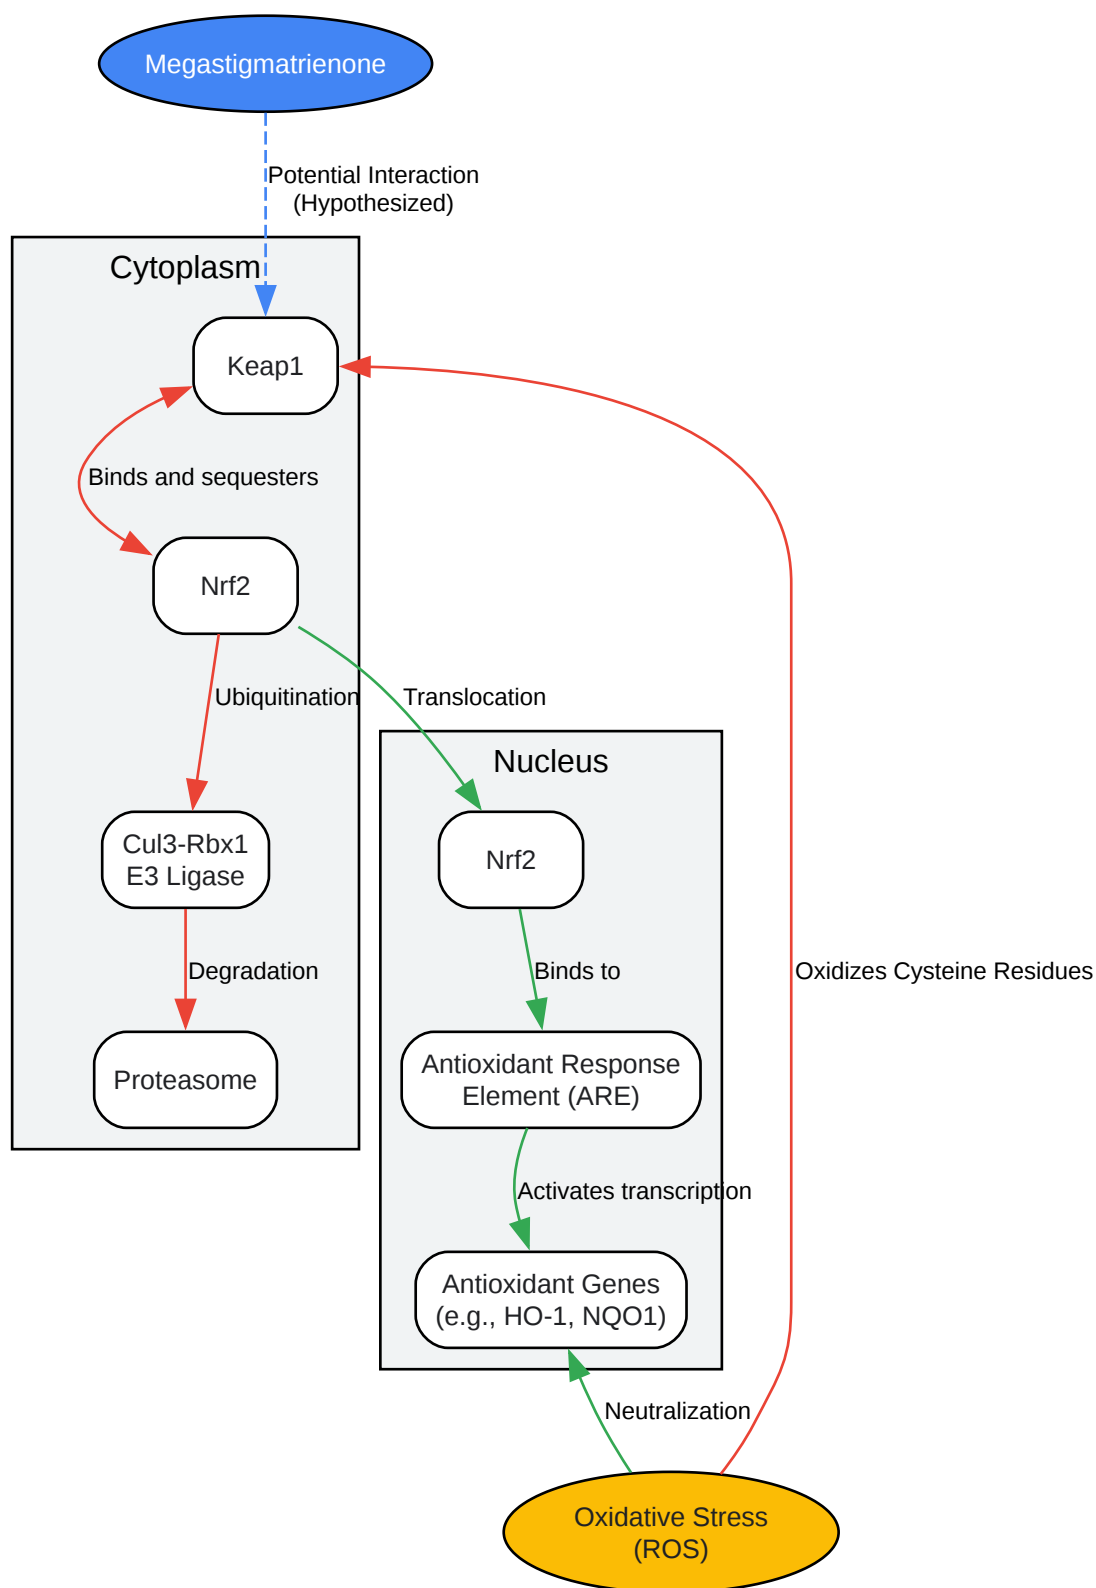 Megastigmatrienone
Potential Interaction
(Hypothesized)
Cytoplasm
Keap1
Binds and sequesters
Nrf2
Ubiquitination
Translocation
Nucleus
Cul3-Rbx1
E3 Ligase
Nrf2
Degradation
Binds to
Oxidizes Cysteine Residues
Proteasome
Antioxidant Response
Element (ARE)
Activates transcription
Antioxidant Genes
(e.g., HO-1, NQO1)
Neutralization
Oxidative Stress
(ROS)